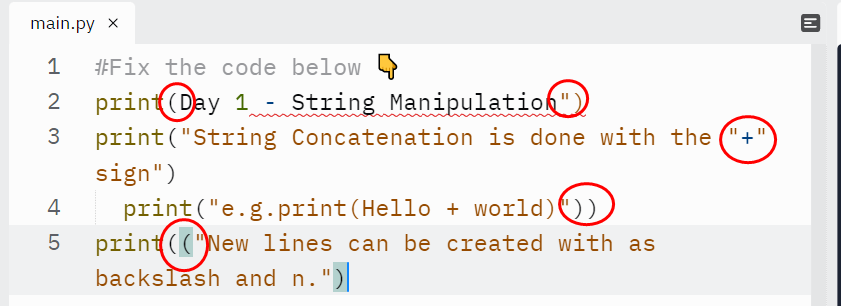 main.py ×
1 #Fix the code below 👇
2 print(Day 1 - String Manipulation")
3 print("String Concatenation is done with the "+"
sign")
4 print("e.g.print(Hello + world)"))
5 print(("New lines can be created with as
backslash and n.")